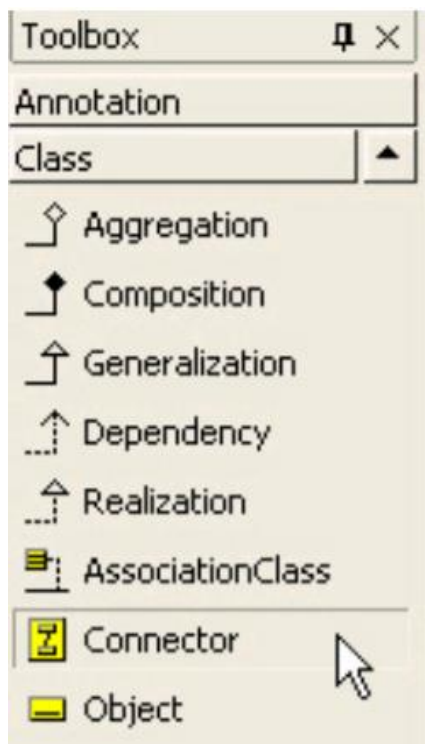 Toolbox
Annotation
Class
Aggregation
Composition
Generalization
Dependency
Realization
AssociationClass
Connector
Object